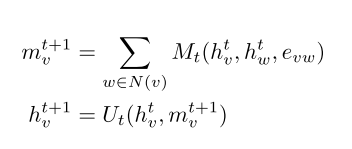 m_v^{t+1} = \sum_{w \in N(v)} M_t(h_v^t, h_w^t, e_{vw})
h_v^{t+1} = U_t(h_v^t, m_v^{t+1})